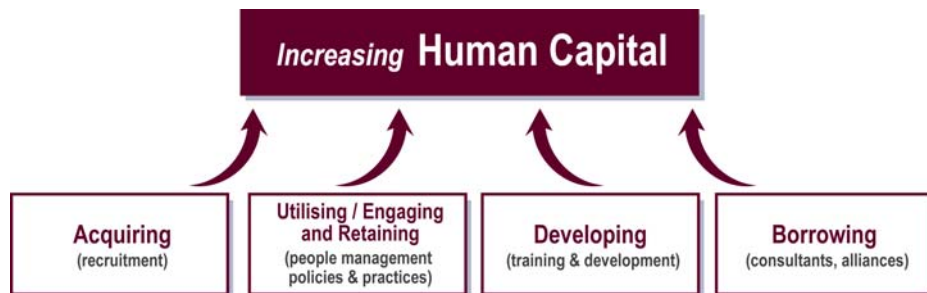 Increasing Human Capital
Acquiring
(recruitment)
Utilising / Engaging
and Retaining
(people management
policies & practices)
Developing
(training & development)
Borrowing
(consultants, alliances)